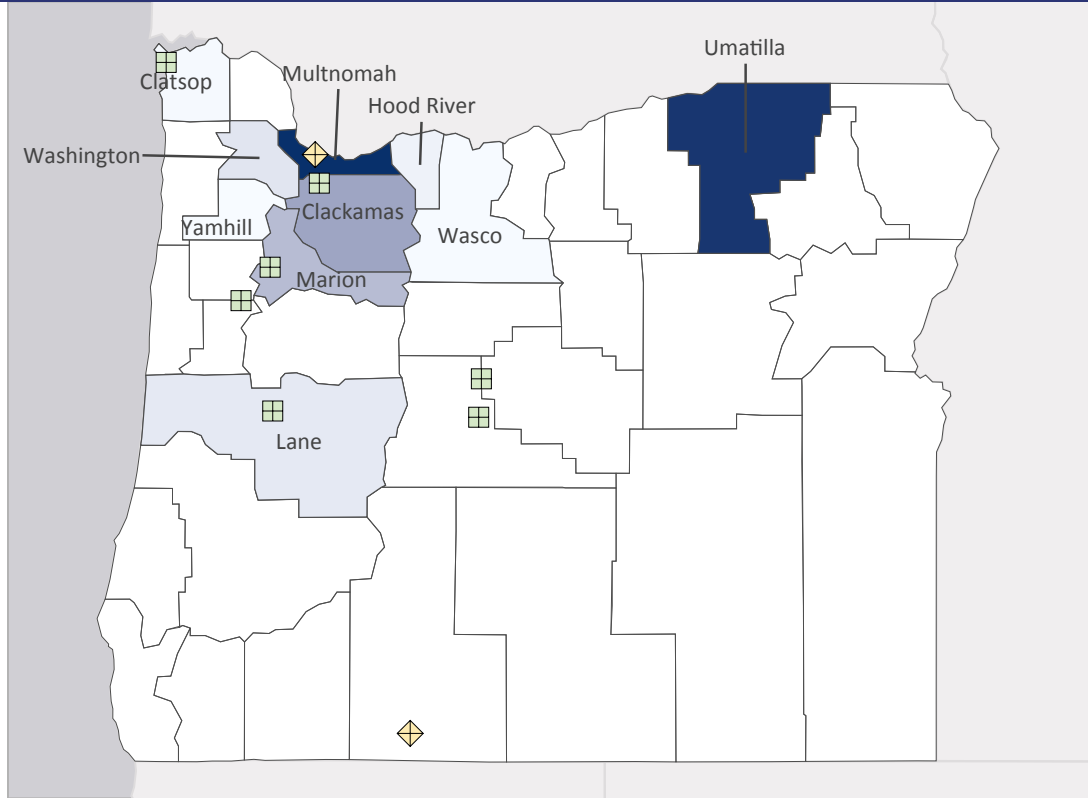 Umatilla
Multnomah
Clatsop
Hood River
Washington
Clackamas
Yamhill
Wasco
Marion
Lane